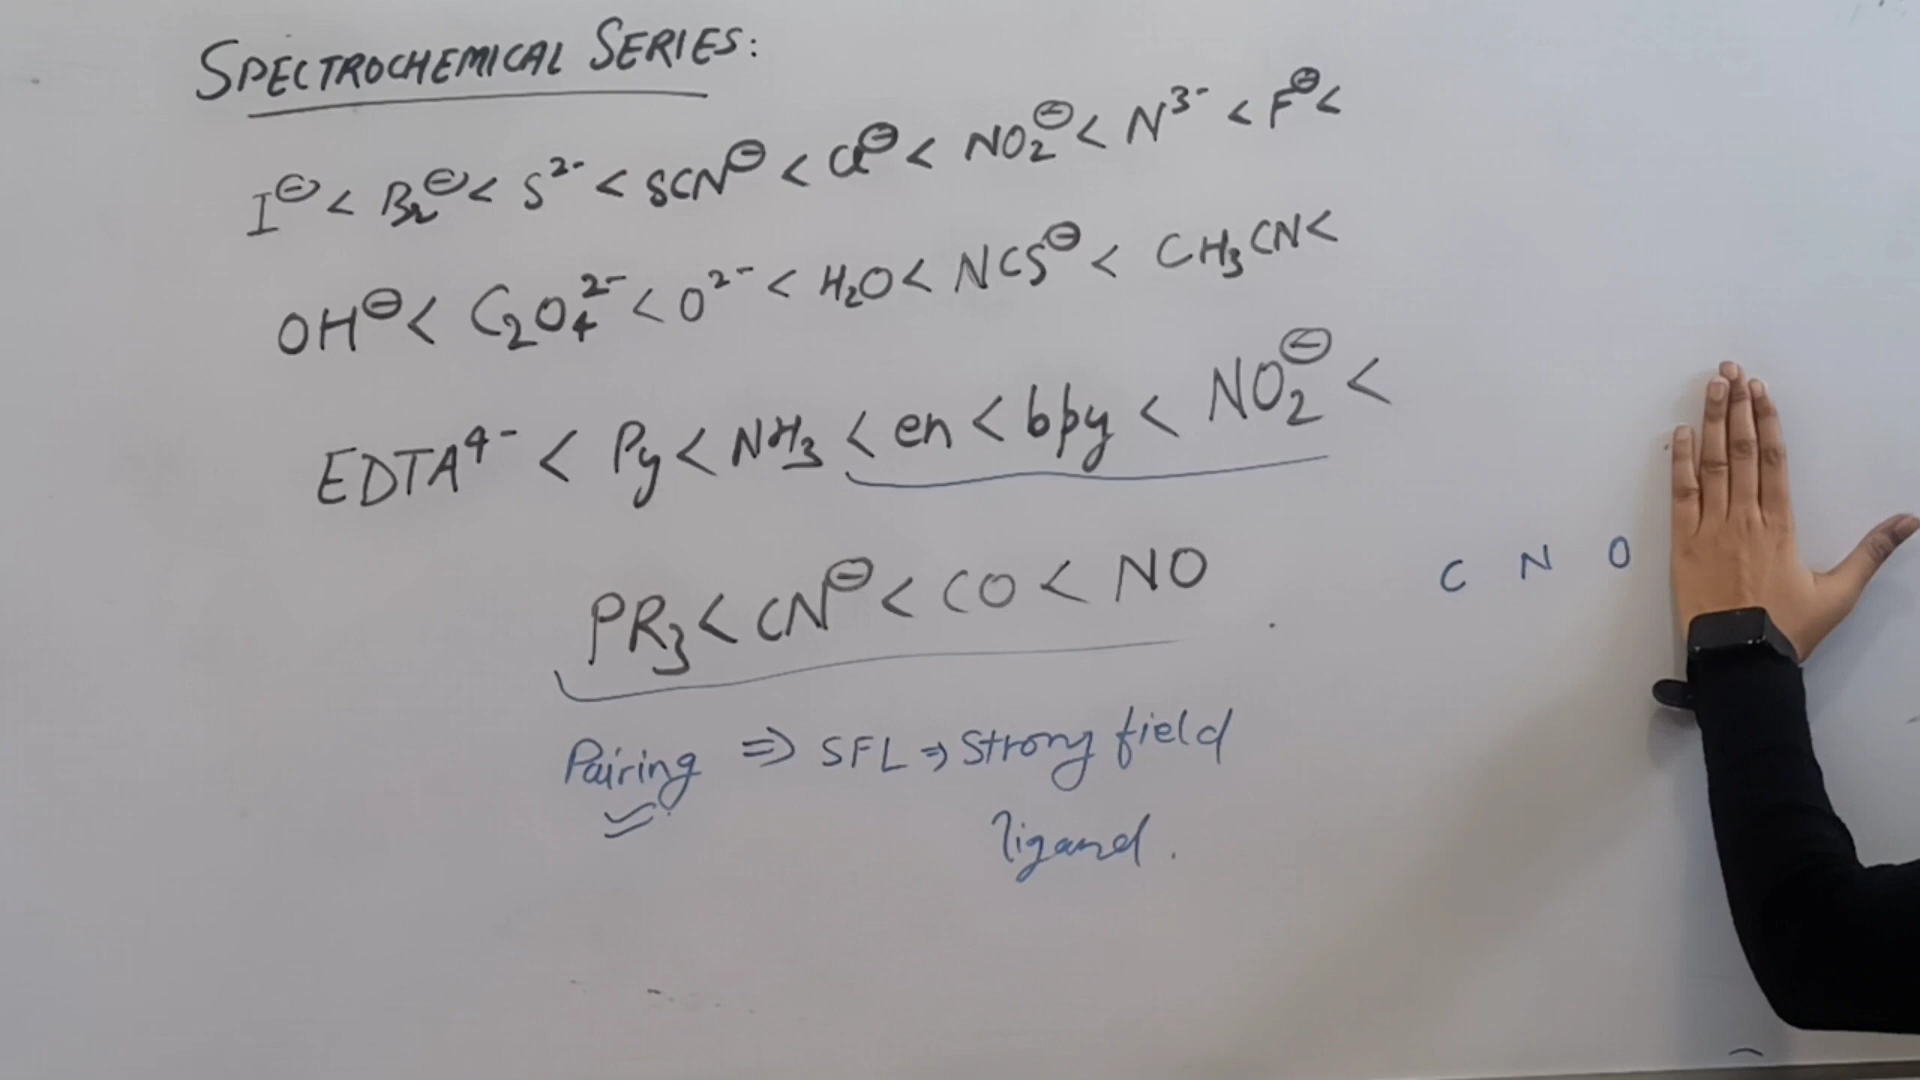 SPECTROCHEMICAL SERIES:
I⊖ < Br⊖ < S²⁻ < SCN⊖ < Cl⊖ < NO₂⊖ < N³⁻ < F⊖ <
OH⊖ < C₂O₄²⁻ < O²⁻ < H₂O < NCS⊖ < CH₃CN <
EDTA⁴⁻ < Py < NH₃ < en < bpy < NO₂⊖ <
PR₃ < CN⊖ < CO < NO
C N O
Pairing ⇒ SFL ⇒ Strong field
ligand.